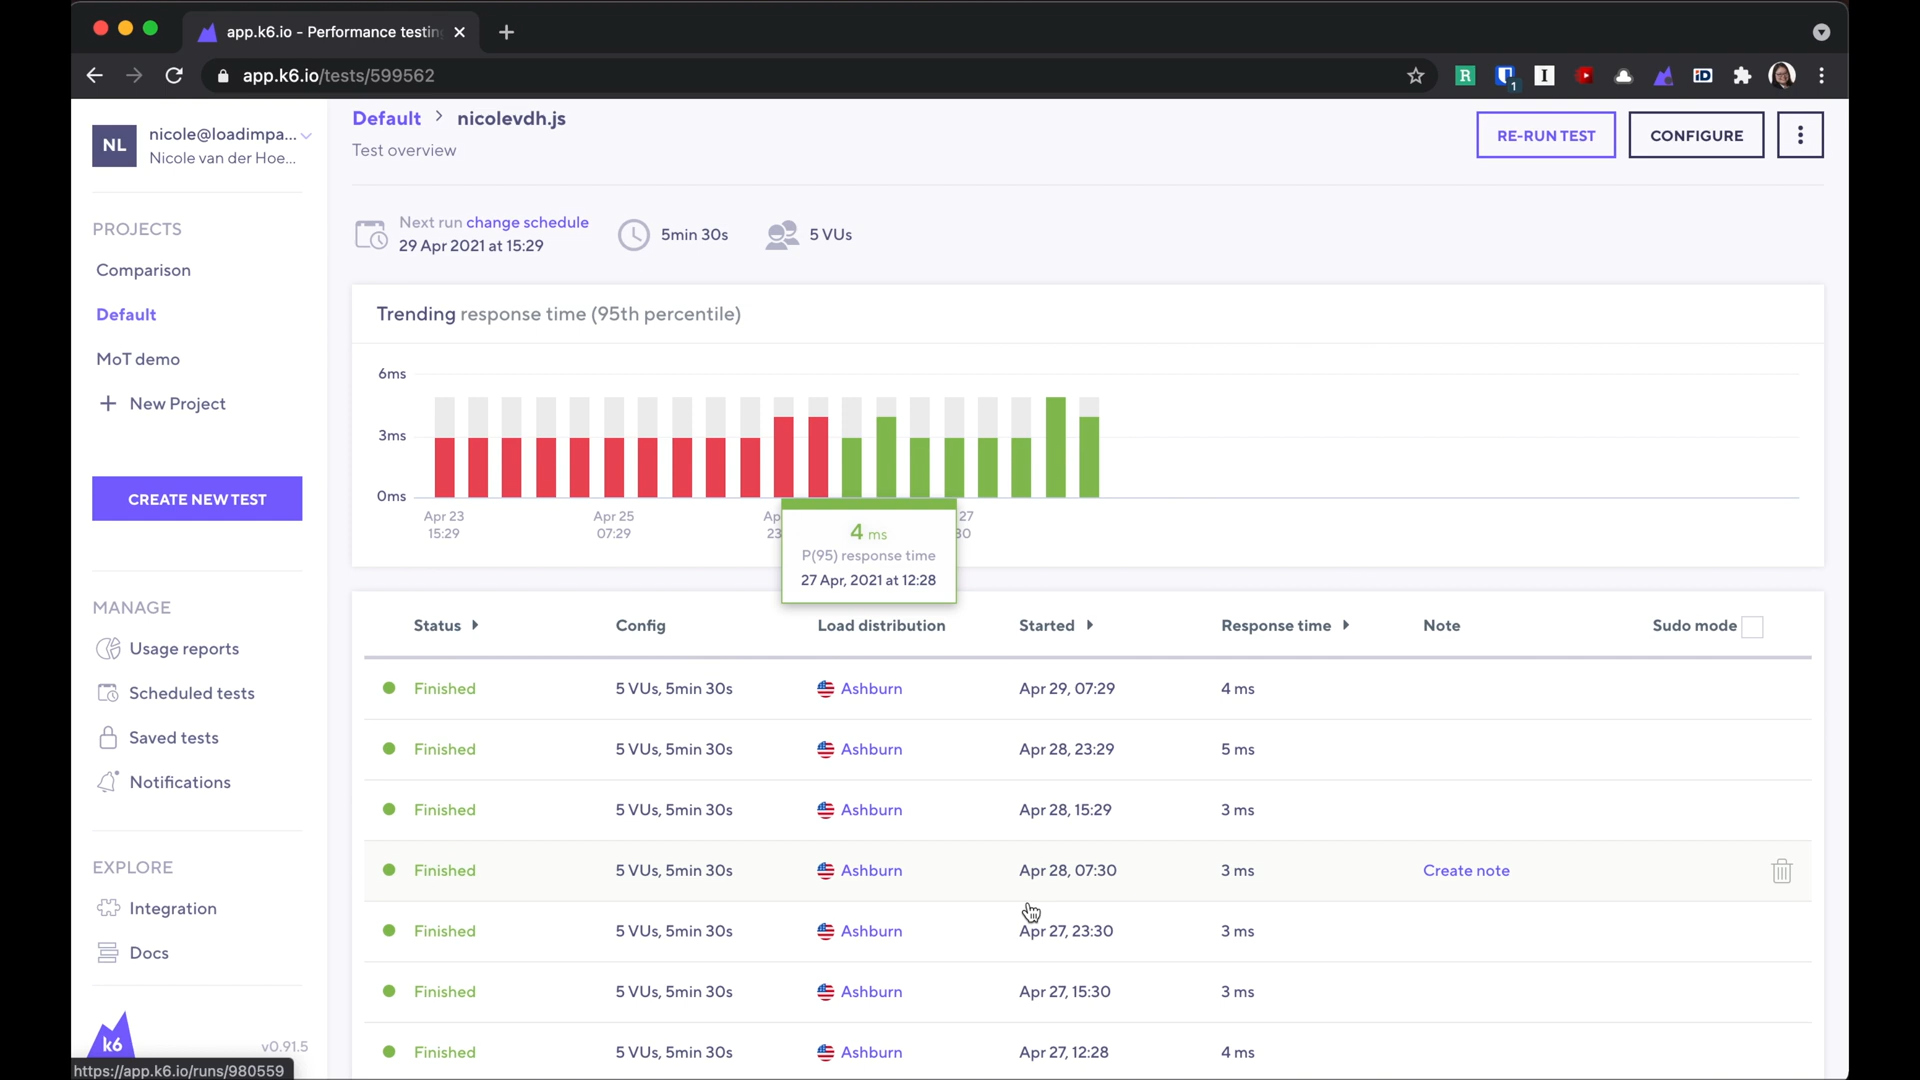 app.k6.io - Performance testin
app.k6.io/tests/599562
R
1
I
iD
NL
nicole@loadimpa...
Nicole van der Hoe...
Default > nicolevdh.js
Test overview
RE-RUN TEST
CONFIGURE
PROJECTS
Comparison
Default
MoT demo
+ New Project
CREATE NEW TEST
MANAGE
Usage reports
Scheduled tests
Saved tests
Notifications
EXPLORE
Integration
Docs
k6
v0.91.5
https://app.k6.io/runs/980559
Next run change schedule
29 Apr 2021 at 15:29
5min 30s
5 VUs
Trending response time (95th percentile)
6ms
3ms
0ms
Apr 23
15:29
Apr 25
07:29
Ap
23
27
30
4 ms
P(95) response time
27 Apr, 2021 at 12:28
Status Config Load distribution Started Response time Note Sudo mode
Finished 5 VUs, 5min 30s Ashburn Apr 29, 07:29 4 ms
Finished 5 VUs, 5min 30s Ashburn Apr 28, 23:29 5 ms
Finished 5 VUs, 5min 30s Ashburn Apr 28, 15:29 3 ms
Finished 5 VUs, 5min 30s Ashburn Apr 28, 07:30 3 ms Create note
Finished 5 VUs, 5min 30s Ashburn Apr 27, 23:30 3 ms
Finished 5 VUs, 5min 30s Ashburn Apr 27, 15:30 3 ms
Finished 5 VUs, 5min 30s Ashburn Apr 27, 12:28 4 ms